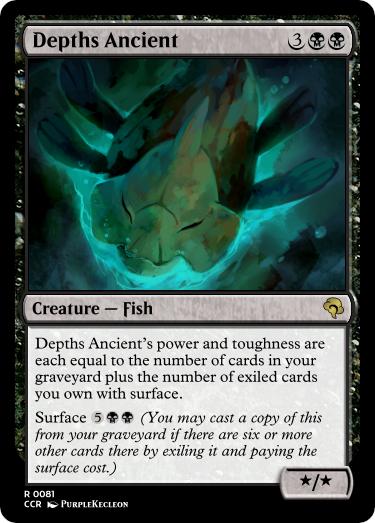 Depths Ancient 3
Creature — Fish
Depths Ancient's power and toughness are
each equal to the number of cards in your
graveyard plus the number of exiled cards
you own with surface.
Surface 5 (You may cast a copy of this
from your graveyard if there are six or more
other cards there by exiling it and paying the
surface cost.)
★/★
R 0081
CCR PurpleKecleon